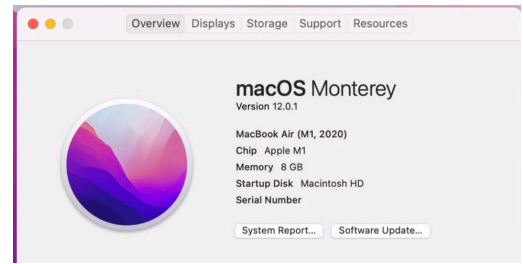 Overview Displays Storage Support Resources
macOS Monterey
Version 12.0.1
MacBook Air (M1, 2020)
Chip Apple M1
Memory 8 GB
Startup Disk Macintosh HD
Serial Number
System Report... Software Update...